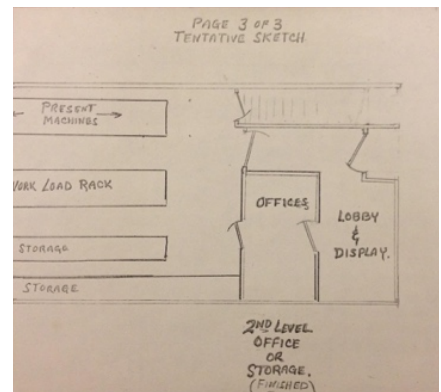 PAGE 3 OF 3
TENTATIVE SKETCH
PRESENT
MACHINES
WORK LOAD RACK
STORAGE
STORAGE
OFFICES
LOBBY
&
DISPLAY.
2ND LEVEL
OFFICE
OR
STORAGE.
(FINISHED)